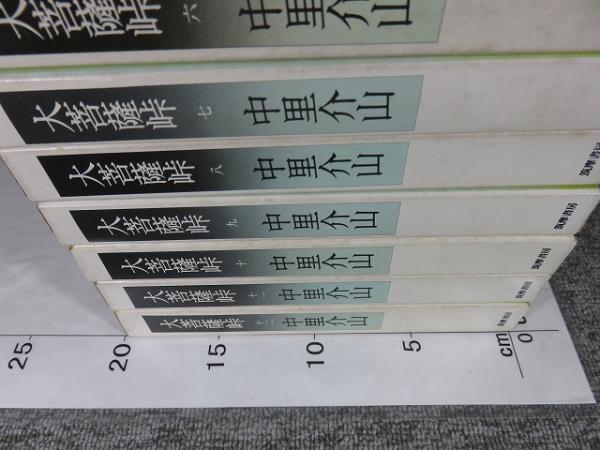 大菩薩峠 六 中里介山
大菩薩峠 七 中里介山
大菩薩峠 八 中里介山 筑摩書房
大菩薩峠 九 中里介山 筑摩書房
大菩薩峠 十 中里介山 筑摩書房
大菩薩峠 十一 中里介山 筑摩書房
大菩薩峠 十二 中里介山 筑摩書房
25 20 15 10 5 cm 0